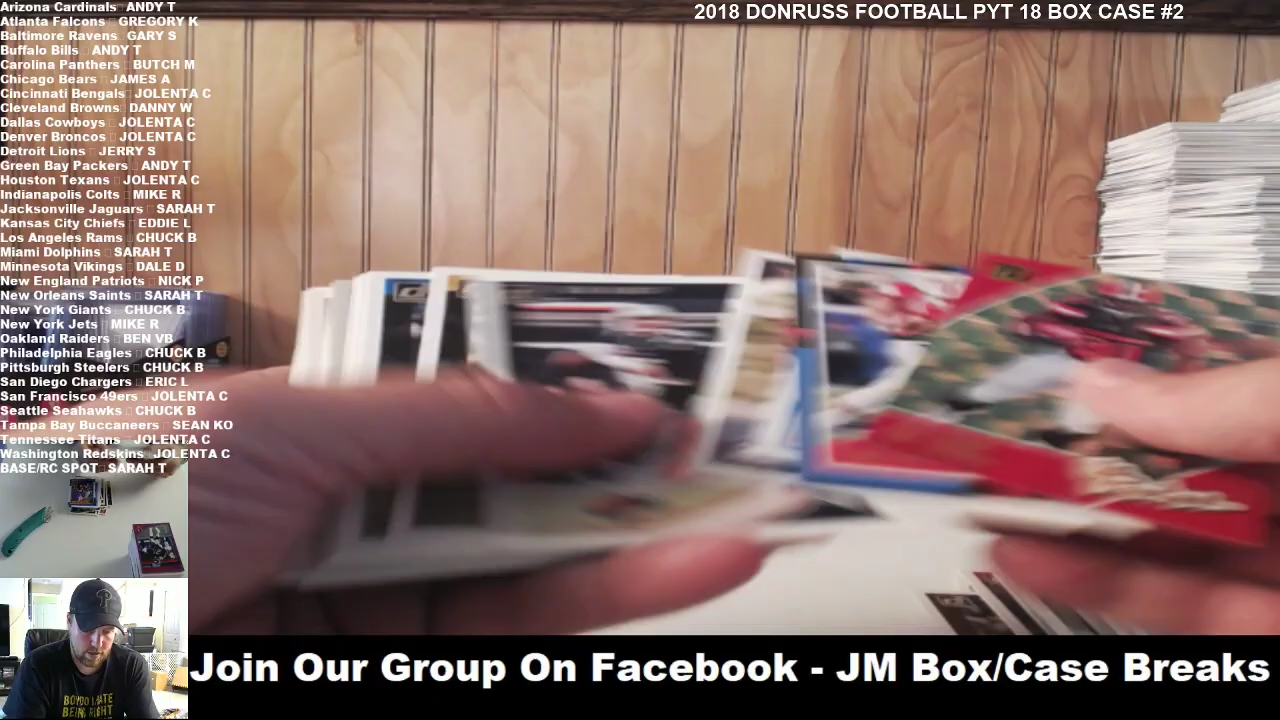 2018 DONRUSS FOOTBALL PYT 18 BOX CASE #2
Arizona Cardinals ANDY T
Atlanta Falcons GREGORY K
Baltimore Ravens GARY S
Buffalo Bills ANDY T
Carolina Panthers BUTCH M
Chicago Bears JAMES A
Cincinnati Bengals JOLENTA C
Cleveland Browns DANNY W
Dallas Cowboys JOLENTA C
Denver Broncos JOLENTA C
Detroit Lions JERRY S
Green Bay Packers ANDY T
Houston Texans JOLENTA C
Indianapolis Colts MIKE R
Jacksonville Jaguars SARAH T
Kansas City Chiefs EDDIE L
Los Angeles Rams CHUCK B
Miami Dolphins SARAH T
Minnesota Vikings DALE D
New England Patriots NICK P
New Orleans Saints SARAH T
New York Giants CHUCK B
New York Jets MIKE R
Oakland Raiders BEN VB
Philadelphia Eagles CHUCK B
Pittsburgh Steelers CHUCK B
San Diego Chargers ERIC L
San Francisco 49ers JOLENTA C
Seattle Seahawks CHUCK B
Tampa Bay Buccaneers SEAN KO
Tennessee Titans JOLENTA C
Washington Redskins JOLENTA C
BASE/RC SPOT SARAH T
Join Our Group On Facebook - JM Box/Case Breaks